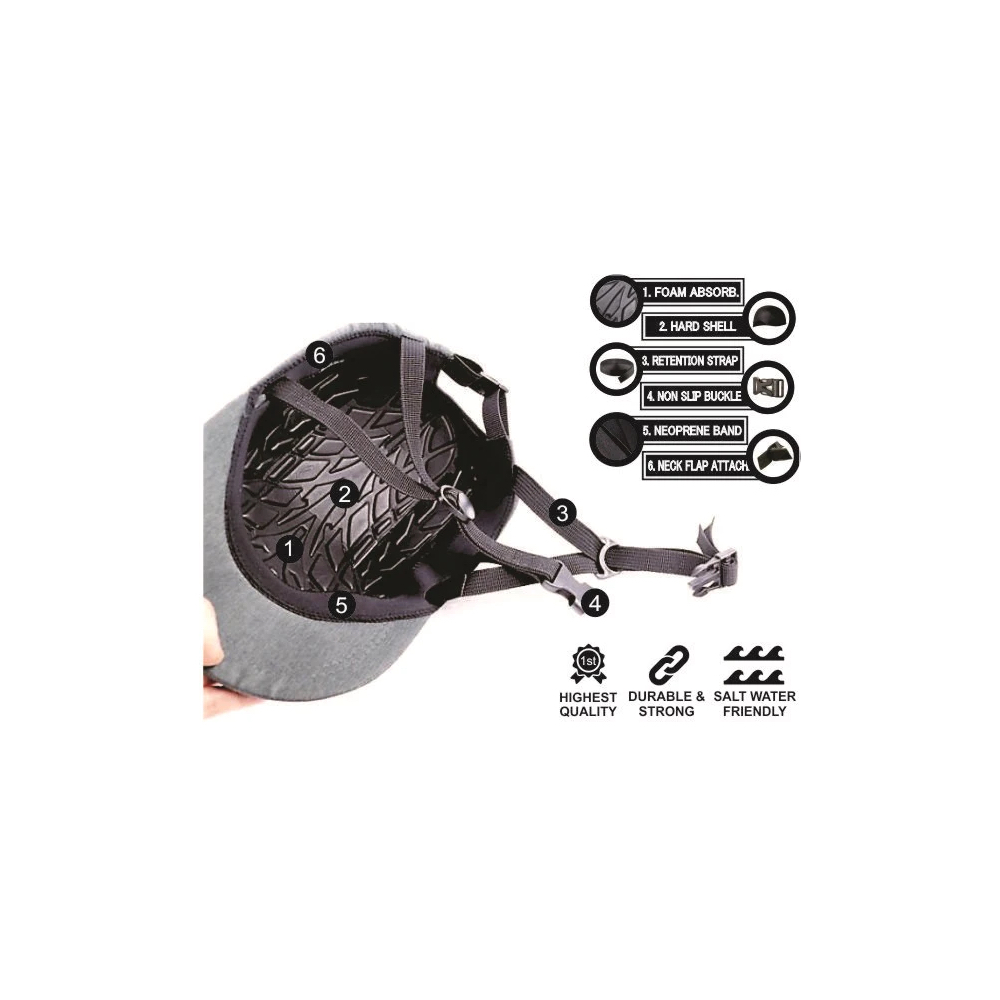 1. FOAM ABSORB.
2. HARD SHELL
3. RETENTION STRAP
4. NON SLIP BUCKLE
5. NEOPRENE BAND
6. NECK FLAP ATTACH.
6
2
3
1
5
4
1st
HIGHEST
QUALITY
DURABLE &
STRONG
SALT WATER
FRIENDLY